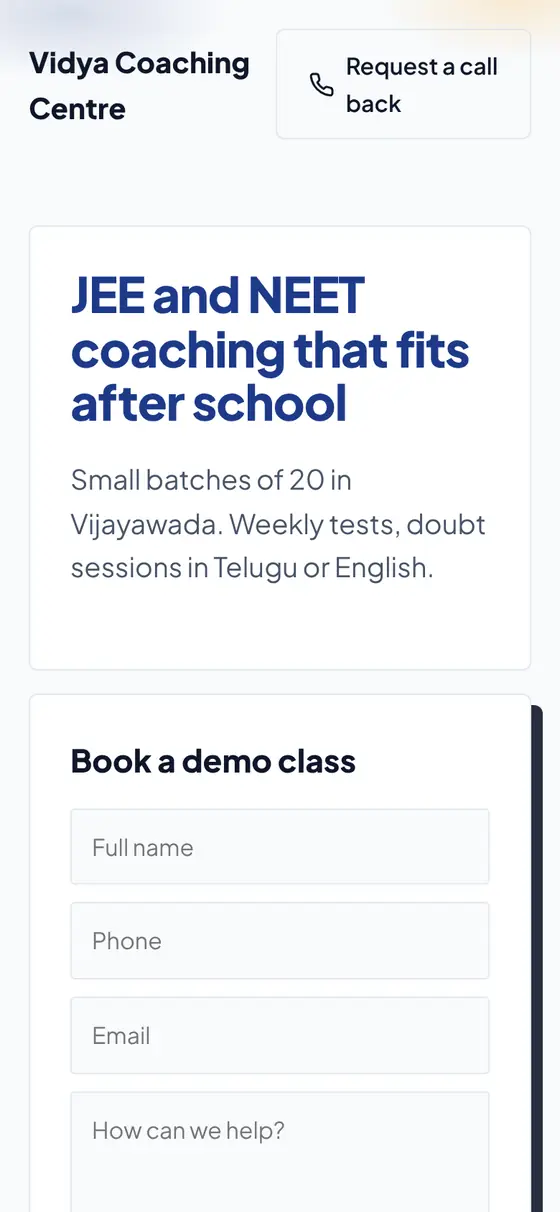 Vidya Coaching
Centre
Request a call
back
JEE and NEET
coaching that fits
after school
Small batches of 20 in
Vijayawada. Weekly tests, doubt
sessions in Telugu or English.
Book a demo class
Full name
Phone
Email
How can we help?